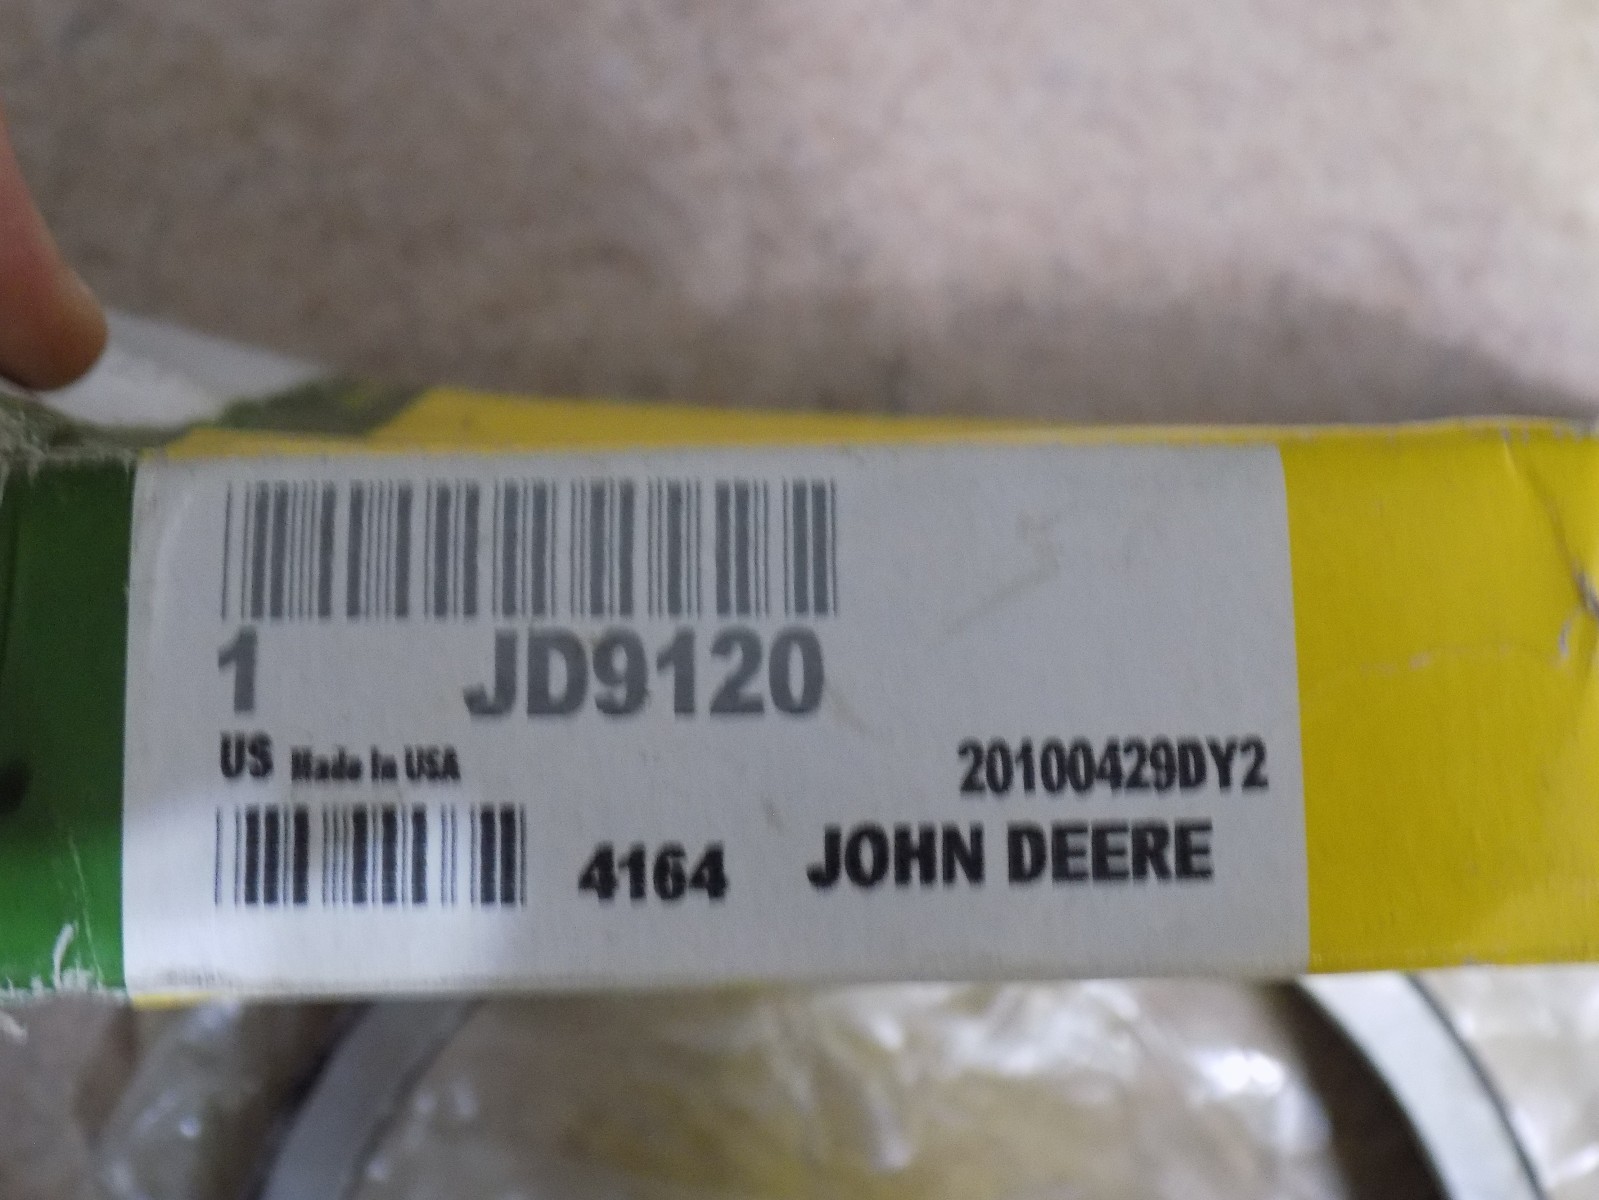 1 JD9120
US Made in USA
20100429DY2
4164 JOHN DEERE